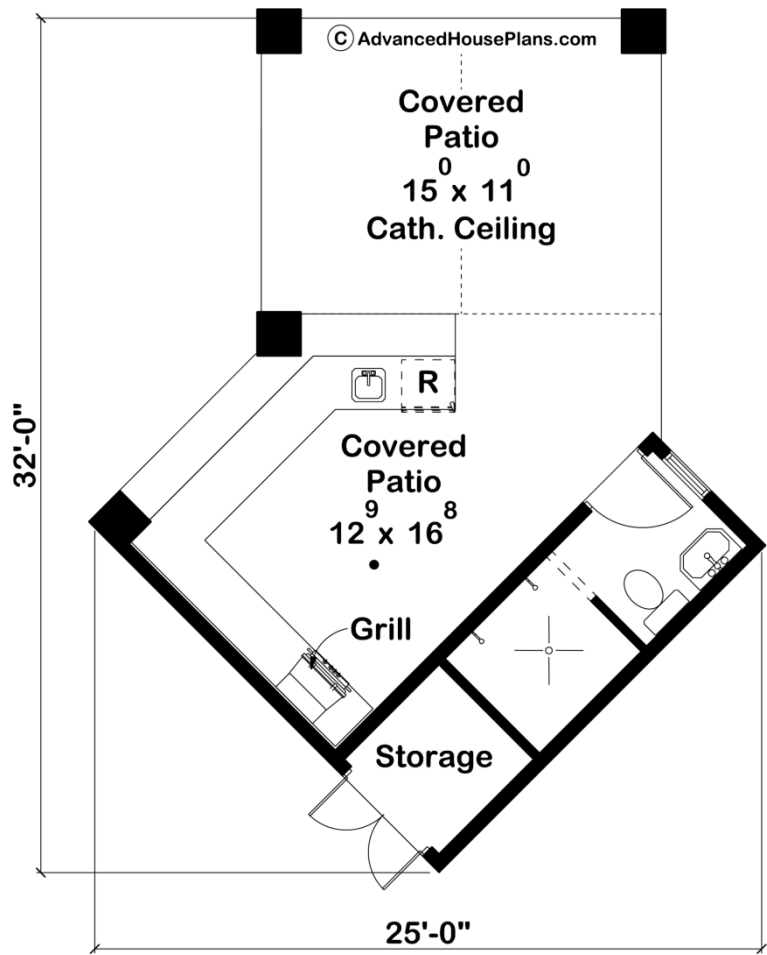 © AdvancedHousePlans.com
Covered
Patio
15⁰ x 11⁰
Cath. Ceiling
R
32'-0"
Covered
Patio
12⁹ x 16⁸
Grill
Storage
25'-0"